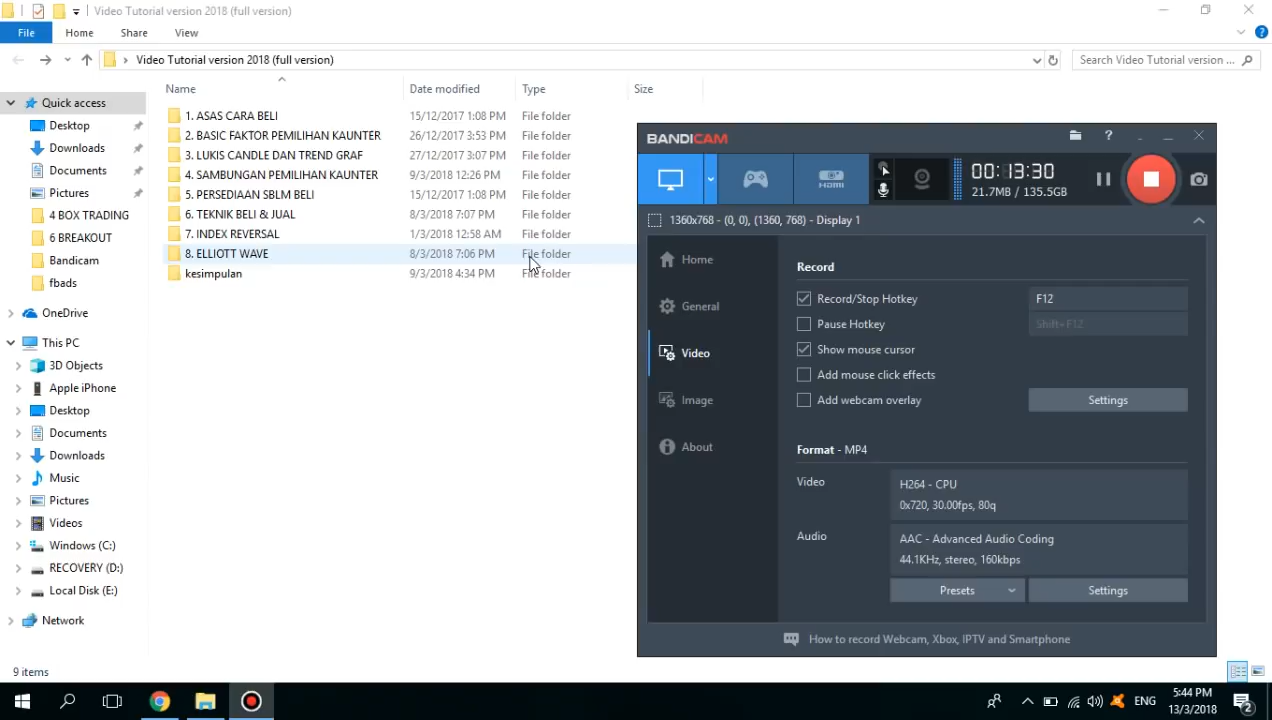 Video Tutorial version 2018 (full version)
File Home Share View
Video Tutorial version 2018 (full version)
Search Video Tutorial version ...
Name Date modified Type Size
Quick access
Desktop
Downloads
Documents
Pictures
4 BOX TRADING
6 BREAKOUT
Bandicam
fbads
OneDrive
This PC
3D Objects
Apple iPhone
Desktop
Documents
Downloads
Music
Pictures
Videos
Windows (C:)
RECOVERY (D:)
Local Disk (E:)
Network
1. ASAS CARA BELI 15/12/2017 1:08 PM File folder
2. BASIC FAKTOR PEMILIHAN KAUNTER 26/12/2017 3:53 PM File folder
3. LUKIS CANDLE DAN TREND GRAF 27/12/2017 3:07 PM File folder
4. SAMBUNGAN PEMILIHAN KAUNTER 9/3/2018 12:26 PM File folder
5. PERSEDIAAN SBLM BELI 15/12/2017 1:08 PM File folder
6. TEKNIK BELI & JUAL 8/3/2018 7:07 PM File folder
7. INDEX REVERSAL 1/3/2018 12:58 AM File folder
8. ELLIOTT WAVE 8/3/2018 7:06 PM File folder
kesimpulan 9/3/2018 4:34 PM File folder
BANDICAM
HDMI
00:13:30
21.7MB / 135.5GB
1360x768 - (0, 0), (1360, 768) - Display 1
Home
General
Video
Image
About
Record
Record/Stop Hotkey F12
Pause Hotkey Shift+F12
Show mouse cursor
Add mouse click effects
Add webcam overlay Settings
Format - MP4
Video H264 - CPU
0x720, 30.00fps, 80q
Audio AAC - Advanced Audio Coding
44.1KHz, stereo, 160kbps
Presets Settings
How to record Webcam, Xbox, IPTV and Smartphone
9 items
ENG
5:44 PM
13/3/2018
2